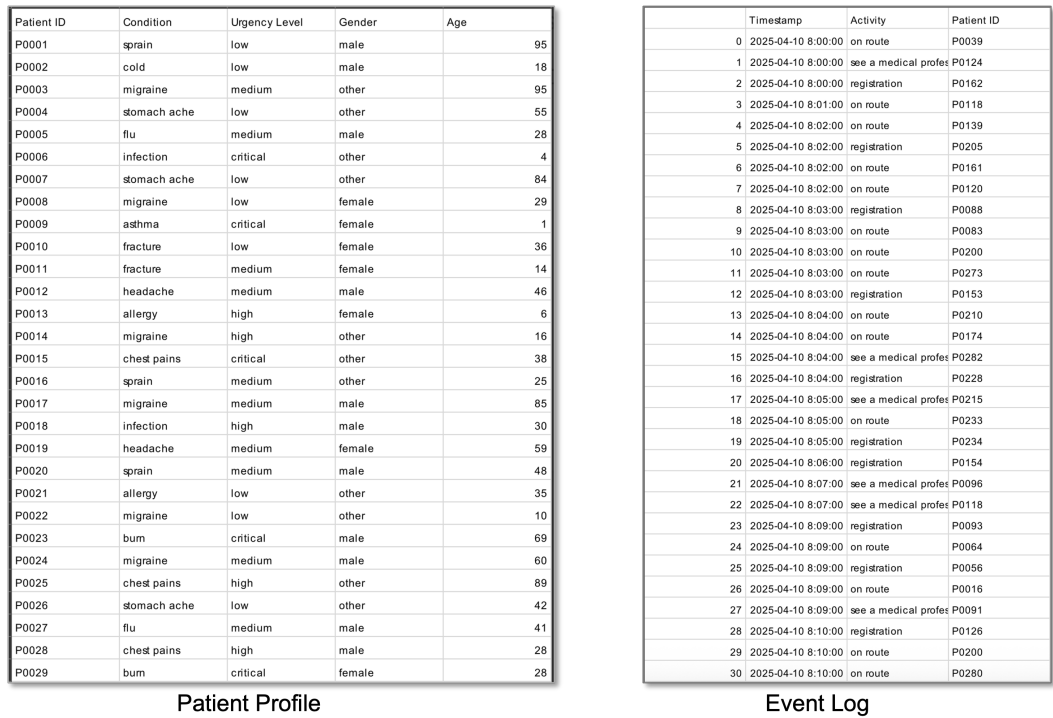 Patient ID Condition Urgency Level Gender Age
P0001 sprain low male 95
P0002 cold low male 18
P0003 migraine medium other 95
P0004 stomach ache low other 55
P0005 flu medium male 28
P0006 infection critical other 4
P0007 stomach ache low other 84
P0008 migraine low female 29
P0009 asthma critical female 1
P0010 fracture low female 36
P0011 fracture medium female 14
P0012 headache medium male 46
P0013 allergy high female 6
P0014 migraine high other 16
P0015 chest pains critical other 38
P0016 sprain medium other 25
P0017 migraine medium male 85
P0018 infection high male 30
P0019 headache medium female 59
P0020 sprain medium male 48
P0021 allergy low other 35
P0022 migraine low other 10
P0023 burn critical male 69
P0024 migraine medium male 60
P0025 chest pains high other 89
P0026 stomach ache low other 42
P0027 flu medium male 41
P0028 chest pains high male 28
P0029 burn critical female 28
Patient Profile
Timestamp Activity Patient ID
0 2025-04-10 8:00:00 on route P0039
1 2025-04-10 8:00:00 see a medical profes P0124
2 2025-04-10 8:00:00 registration P0162
3 2025-04-10 8:01:00 on route P0118
4 2025-04-10 8:02:00 on route P0139
5 2025-04-10 8:02:00 registration P0205
6 2025-04-10 8:02:00 on route P0161
7 2025-04-10 8:02:00 on route P0120
8 2025-04-10 8:03:00 registration P0088
9 2025-04-10 8:03:00 on route P0083
10 2025-04-10 8:03:00 on route P0200
11 2025-04-10 8:03:00 on route P0273
12 2025-04-10 8:03:00 registration P0153
13 2025-04-10 8:04:00 on route P0210
14 2025-04-10 8:04:00 on route P0174
15 2025-04-10 8:04:00 see a medical profes P0282
16 2025-04-10 8:04:00 registration P0228
17 2025-04-10 8:05:00 see a medical profes P0215
18 2025-04-10 8:05:00 on route P0233
19 2025-04-10 8:05:00 registration P0234
20 2025-04-10 8:06:00 registration P0154
21 2025-04-10 8:07:00 see a medical profes P0096
22 2025-04-10 8:07:00 see a medical profes P0118
23 2025-04-10 8:09:00 registration P0093
24 2025-04-10 8:09:00 on route P0064
25 2025-04-10 8:09:00 registration P0056
26 2025-04-10 8:09:00 on route P0016
27 2025-04-10 8:09:00 see a medical profes P0091
28 2025-04-10 8:10:00 registration P0126
29 2025-04-10 8:10:00 on route P0200
30 2025-04-10 8:10:00 on route P0280
Event Log